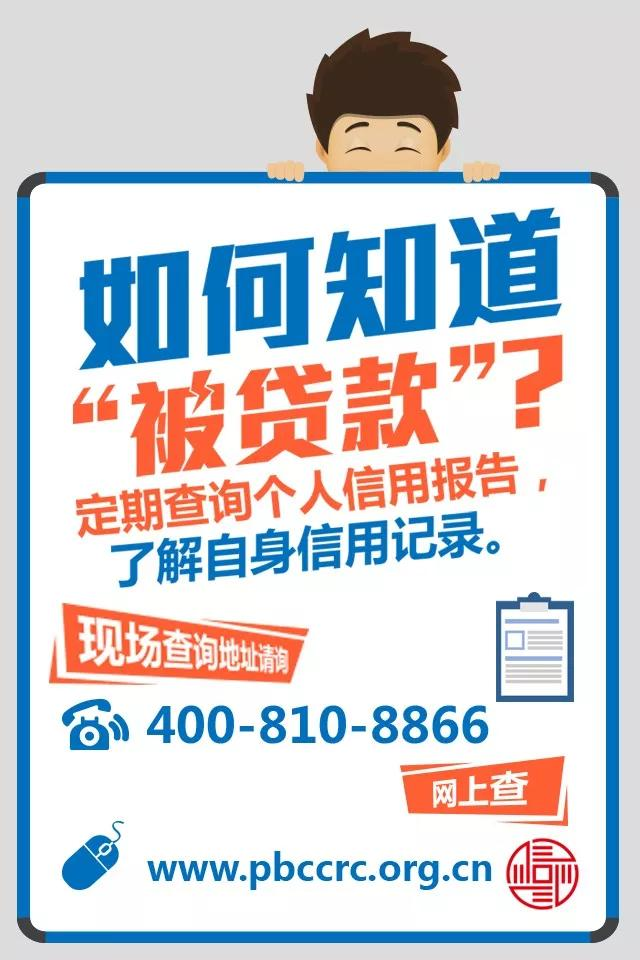 如何知道
“被贷款”？
定期查询个人信用报告，
了解自身信用记录。
现场查询地址请询
400-810-8866
网上查
www.pbccrc.org.cn